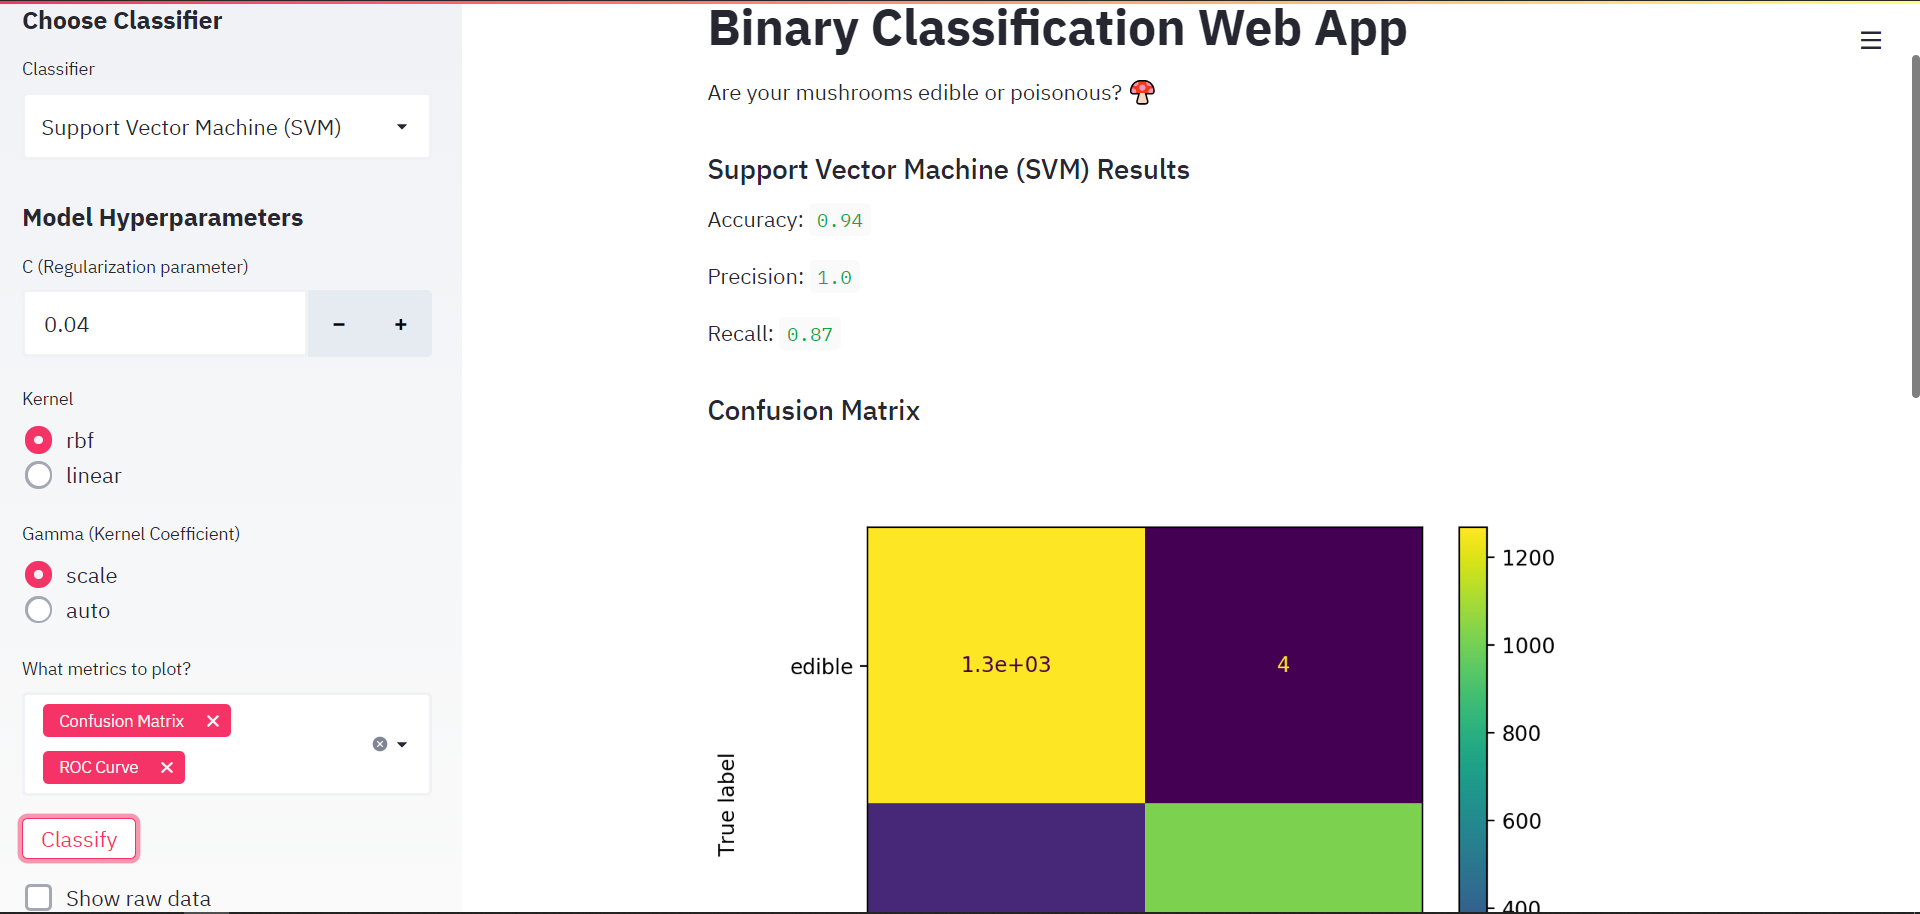 Choose Classifier
Classifier
Support Vector Machine (SVM)
Model Hyperparameters
C (Regularization parameter)
0.04
− +
Kernel
rbf
linear
Gamma (Kernel Coefficient)
scale
auto
What metrics to plot?
Confusion Matrix
ROC Curve
Classify
Show raw data
Binary Classification Web App
Are your mushrooms edible or poisonous? 🍄
Support Vector Machine (SVM) Results
Accuracy: 0.94
Precision: 1.0
Recall: 0.87
Confusion Matrix
edible
True label
1.3e+03 4
1200
1000
800
600
400